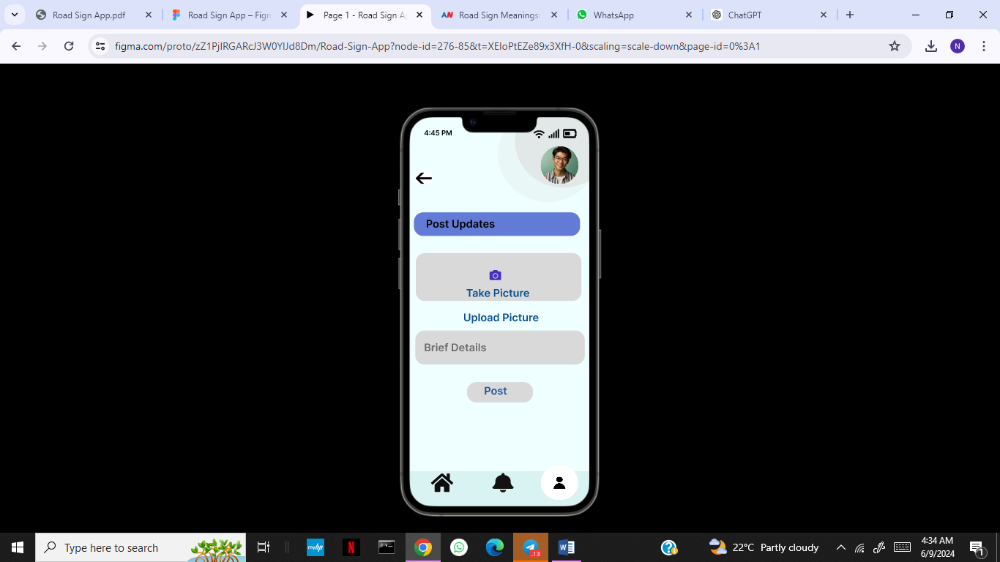 Road Sign App.pdf
Road Sign App – Figm
Page 1 - Road Sign A
AN
Road Sign Meanings:
WhatsApp
ChatGPT
figma.com/proto/zZ1PjIRGARcJ3W0YlJd8Dm/Road-Sign-App?node-id=276-85&t=XEIoPtEZe89x3XfH-0&scaling=scale-down&page-id=0%3A1
N
4:45 PM
Post Updates
Take Picture
Upload Picture
Brief Details
Post
Type here to search
myhp
N
C:\_
..13
W
?
22°C Partly cloudy
4:34 AM
6/9/2024
1